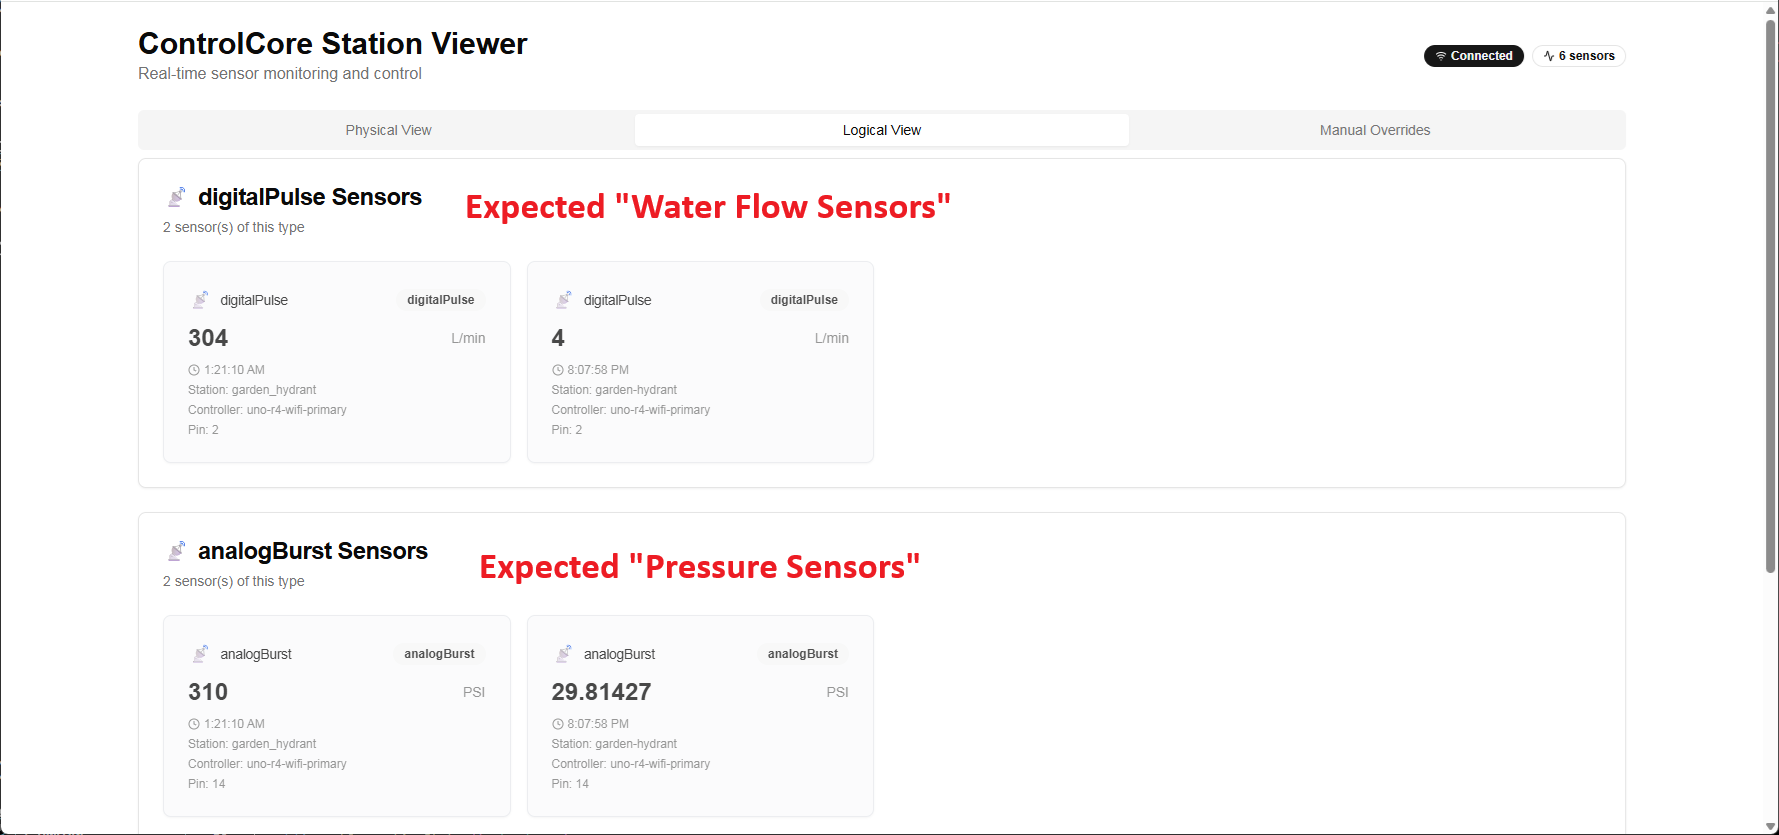 ControlCore Station Viewer
Real-time sensor monitoring and control
Connected
6 sensors
Physical View
Logical View
Manual Overrides
digitalPulse Sensors
Expected "Water Flow Sensors"
2 sensor(s) of this type
digitalPulse digitalPulse
304 L/min
1:21:10 AM
Station: garden_hydrant
Controller: uno-r4-wifi-primary
Pin: 2
digitalPulse digitalPulse
4 L/min
8:07:58 PM
Station: garden-hydrant
Controller: uno-r4-wifi-primary
Pin: 2
analogBurst Sensors
Expected "Pressure Sensors"
2 sensor(s) of this type
analogBurst analogBurst
310 PSI
1:21:10 AM
Station: garden_hydrant
Controller: uno-r4-wifi-primary
Pin: 14
analogBurst analogBurst
29.81427 PSI
8:07:58 PM
Station: garden-hydrant
Controller: uno-r4-wifi-primary
Pin: 14